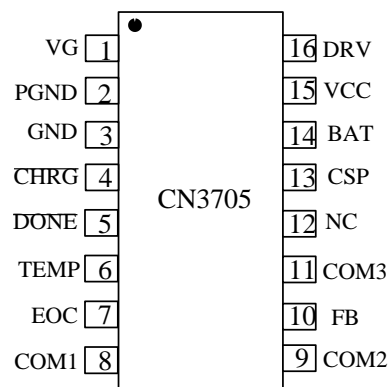 VG 1 16 DRV
PGND 2 15 VCC
GND 3 14 BAT
CHRG 4 13 CSP
CN3705
DONE 5 12 NC
TEMP 6 11 COM3
EOC 7 10 FB
COM1 8 9 COM2